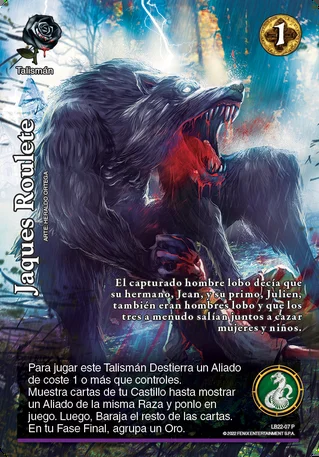 Talismán
1
Jaques Roulete
ARTE: HERALDO ORTEGA
El capturado hombre lobo decía que
su hermano, Jean, y su primo, Julien,
también eran hombres lobo y que los
tres a menudo salían juntos a cazar
mujeres y niños.
Para jugar este Talismán Destierra un Aliado
de coste 1 o más que controles.
Muestra cartas de tu Castillo hasta mostrar
un Aliado de la misma Raza y ponlo en
juego. Luego, Baraja el resto de las cartas.
En tu Fase Final, agrupa un Oro.
LB22-07 P
© 2022 FENIX ENTERTAINMENT S.P.A.